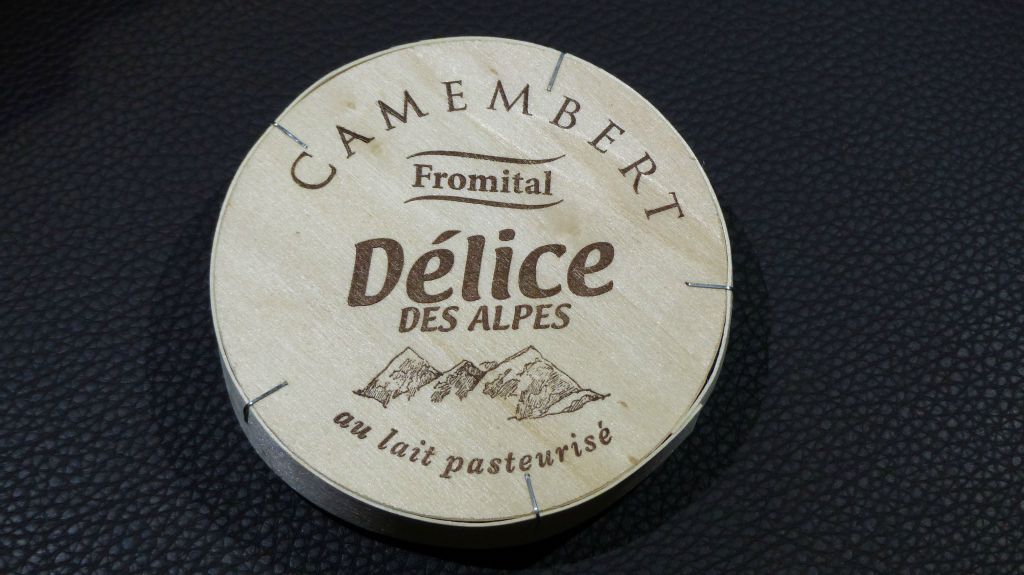 CAMEMBERT
Fromital
Délice
DES ALPES
au lait pasteurisé